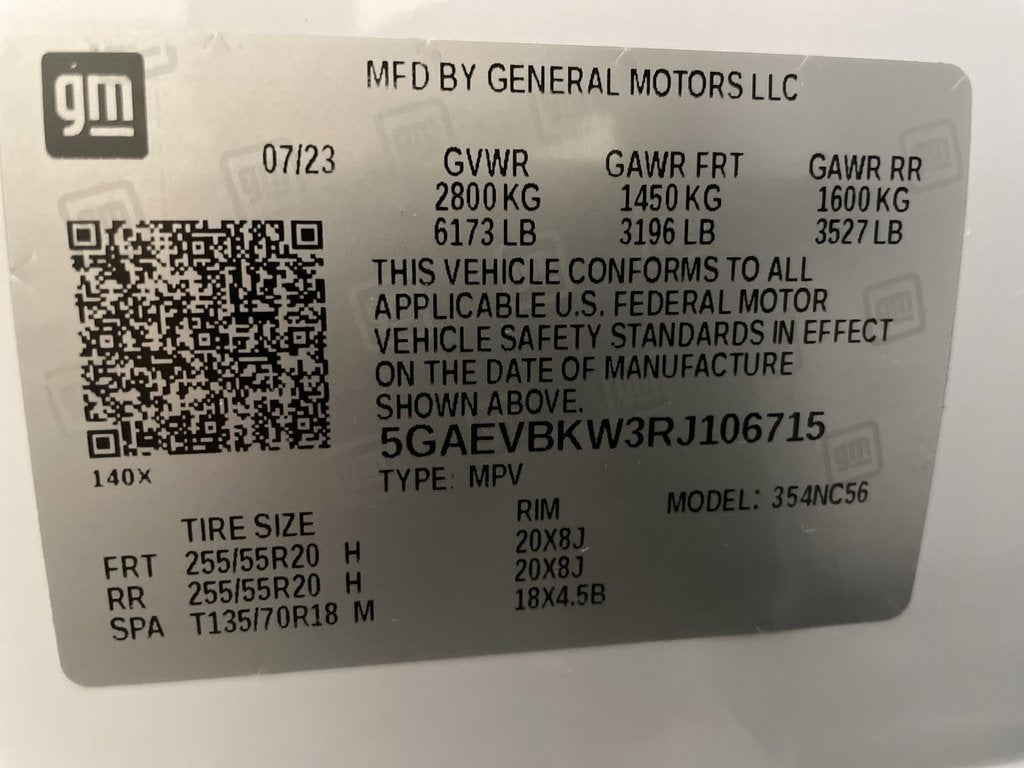 gm
MFD BY GENERAL MOTORS LLC
07/23 GVWR GAWR FRT GAWR RR
2800 KG 1450 KG 1600 KG
6173 LB 3196 LB 3527 LB
THIS VEHICLE CONFORMS TO ALL
APPLICABLE U.S. FEDERAL MOTOR
VEHICLE SAFETY STANDARDS IN EFFECT
ON THE DATE OF MANUFACTURE
SHOWN ABOVE.
5GAEVBKW3RJ106715
140X
TYPE: MPV MODEL: 354NC56
TIRE SIZE RIM
FRT 255/55R20 H 20X8J
RR 255/55R20 H 20X8J
SPA T135/70R18 M 18X4.5B